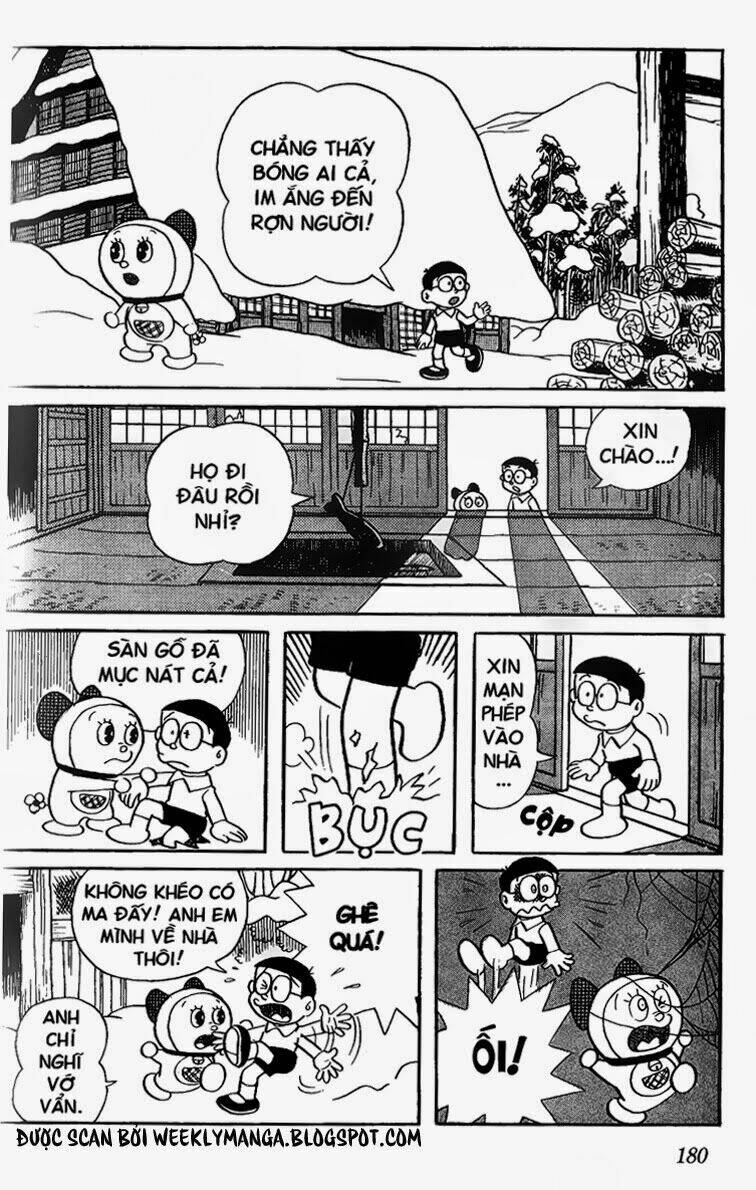 CHẲNG THẤY
BÓNG AI CẢ,
IM ẮNG ĐẾN
RỢN NGƯỜI!
XIN
CHÀO...!
HỌ ĐI
ĐÂU RỒI
NHỈ?
XIN
MẠN
PHÉP
VÀO
NHÀ
...
CỘP
BỤC
SÀN GỖ ĐÃ
MỤC NÁT CẢ!
ỐI!
GHÊ
QUÁ!
KHÔNG KHÉO CÓ
MA ĐẤY! ANH EM
MÌNH VỀ NHÀ
THÔI!
ANH
CHỈ
NGHĨ
VỚ
VẨN.
ĐƯỢC SCAN BỞI WEEKLYMANGA.BLOGSPOT.COM
180